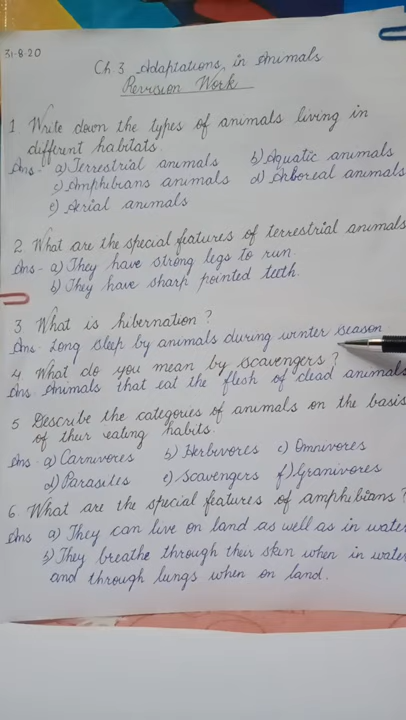 31-8-20
Ch 3 Adaptations in Animals
Revision Work
1 Write down the types of animals living in
different habitats.
Ans- a) Terrestrial animals b) Aquatic animals
c) Amphibians animals d) Arboreal animals
e) Aerial animals
2 What are the special features of terrestrial animals
Ans- a) They have strong legs to run.
b) They have sharp pointed teeth.
3 What is hibernation?
Ans- Long sleep by animals during winter season
4 What do you mean by scavengers?
Ans Animals that eat the flesh of dead animals
5 Describe the categories of animals on the basis
of their eating habits.
Ans- a) Carnivores b) Herbivores c) Omnivores
d) Parasites e) Scavengers f) Granivores
6 What are the special features of amphibians?
Ans a) They can live on land as well as in water
b) They breathe through their skin when in water
and through lungs when on land.